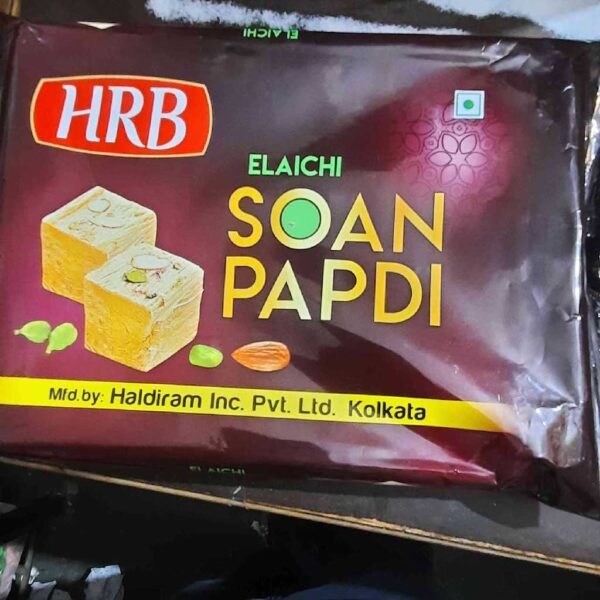 ELAICHI
HRB
ELAICHI
SOAN
PAPDI
Mfd.by: Haldiram Inc. Pvt. Ltd. Kolkata
ELAICHI